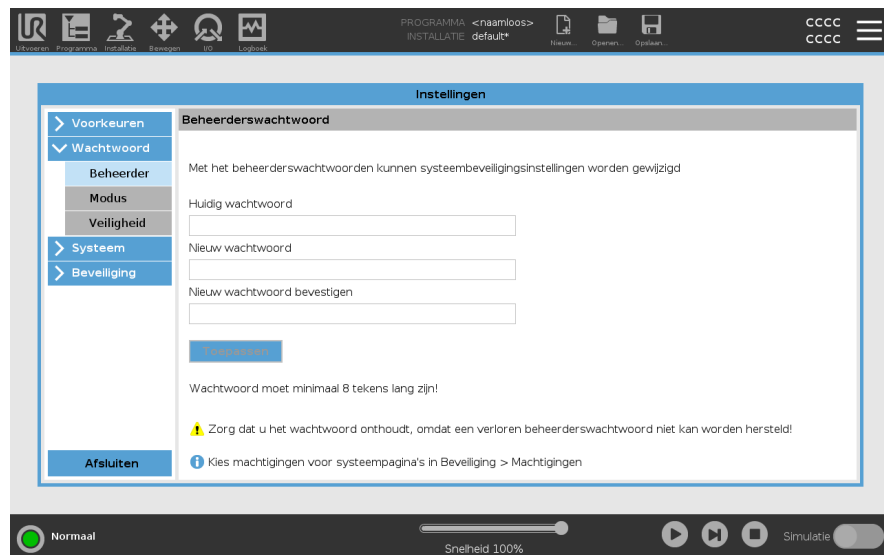 UR
PROGRAMMA <naamloos>
INSTALLATIE default*
CCCC
CCCC
Uitvoeren Programma Installatie Bewegen I/O Logboek Nieuw... Openen... Opslaan...
Instellingen
Voorkeuren
Wachtwoord
Beheerder
Modus
Veiligheid
Systeem
Beveiliging
Afsluiten
Beheerderswachtwoord
Met het beheerderswachtwoorden kunnen systeembeveiligingsinstellingen worden gewijzigd
Huidig wachtwoord
Nieuw wachtwoord
Nieuw wachtwoord bevestigen
Toepassen
Wachtwoord moet minimaal 8 tekens lang zijn!
Zorg dat u het wachtwoord onthoudt, omdat een verloren beheerderswachtwoord niet kan worden hersteld!
Kies machtigingen voor systeempagina's in Beveiliging > Machtigingen
Normaal
Snelheid 100%
Simulatie